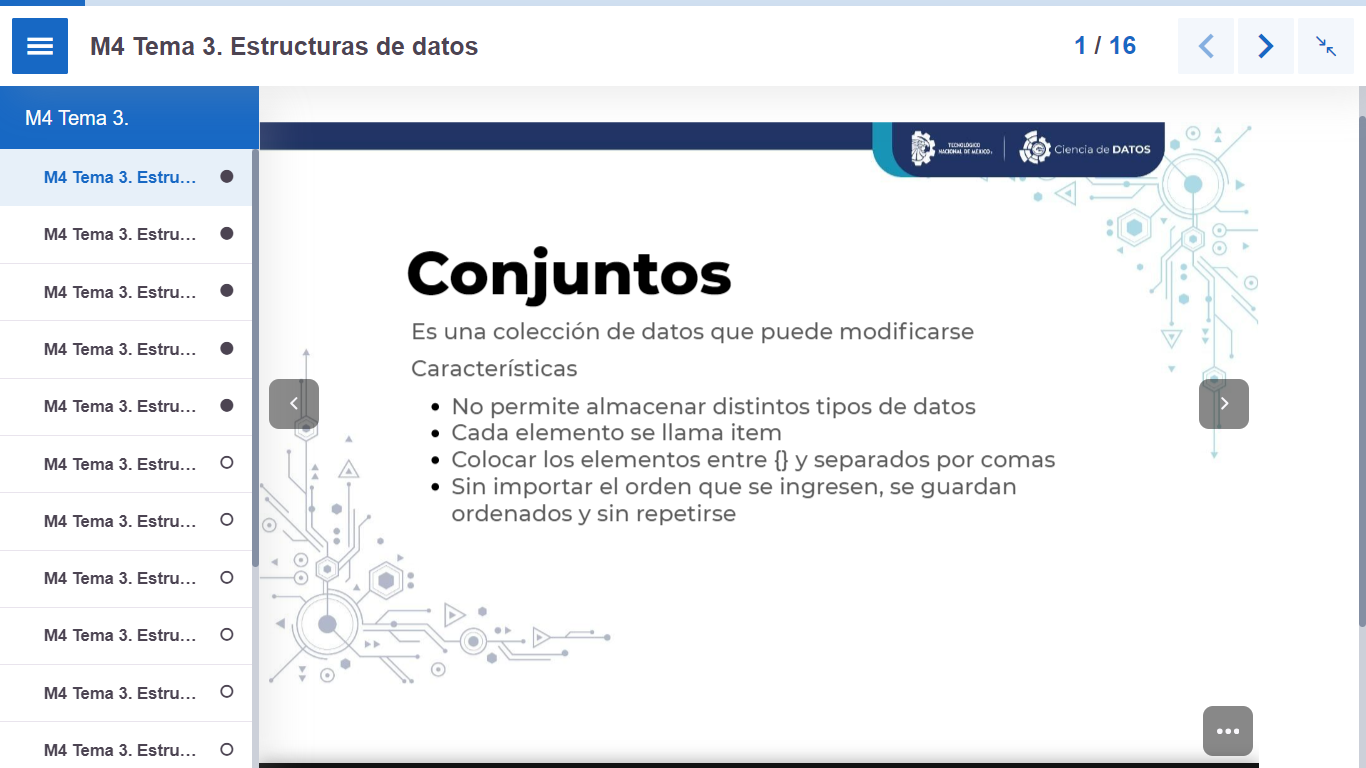 M4 Tema 3. Estructuras de datos
1 / 16
M4 Tema 3.
M4 Tema 3. Estru...
M4 Tema 3. Estru...
M4 Tema 3. Estru...
M4 Tema 3. Estru...
M4 Tema 3. Estru...
M4 Tema 3. Estru...
M4 Tema 3. Estru...
M4 Tema 3. Estru...
M4 Tema 3. Estru...
M4 Tema 3. Estru...
M4 Tema 3. Estru...
TECNOLÓGICO
NACIONAL DE MÉXICO
Ciencia de DATOS
Conjuntos
Es una colección de datos que puede modificarse
Características
• No permite almacenar distintos tipos de datos
• Cada elemento se llama item
• Colocar los elementos entre {} y separados por comas
• Sin importar el orden que se ingresen, se guardan
ordenados y sin repetirse